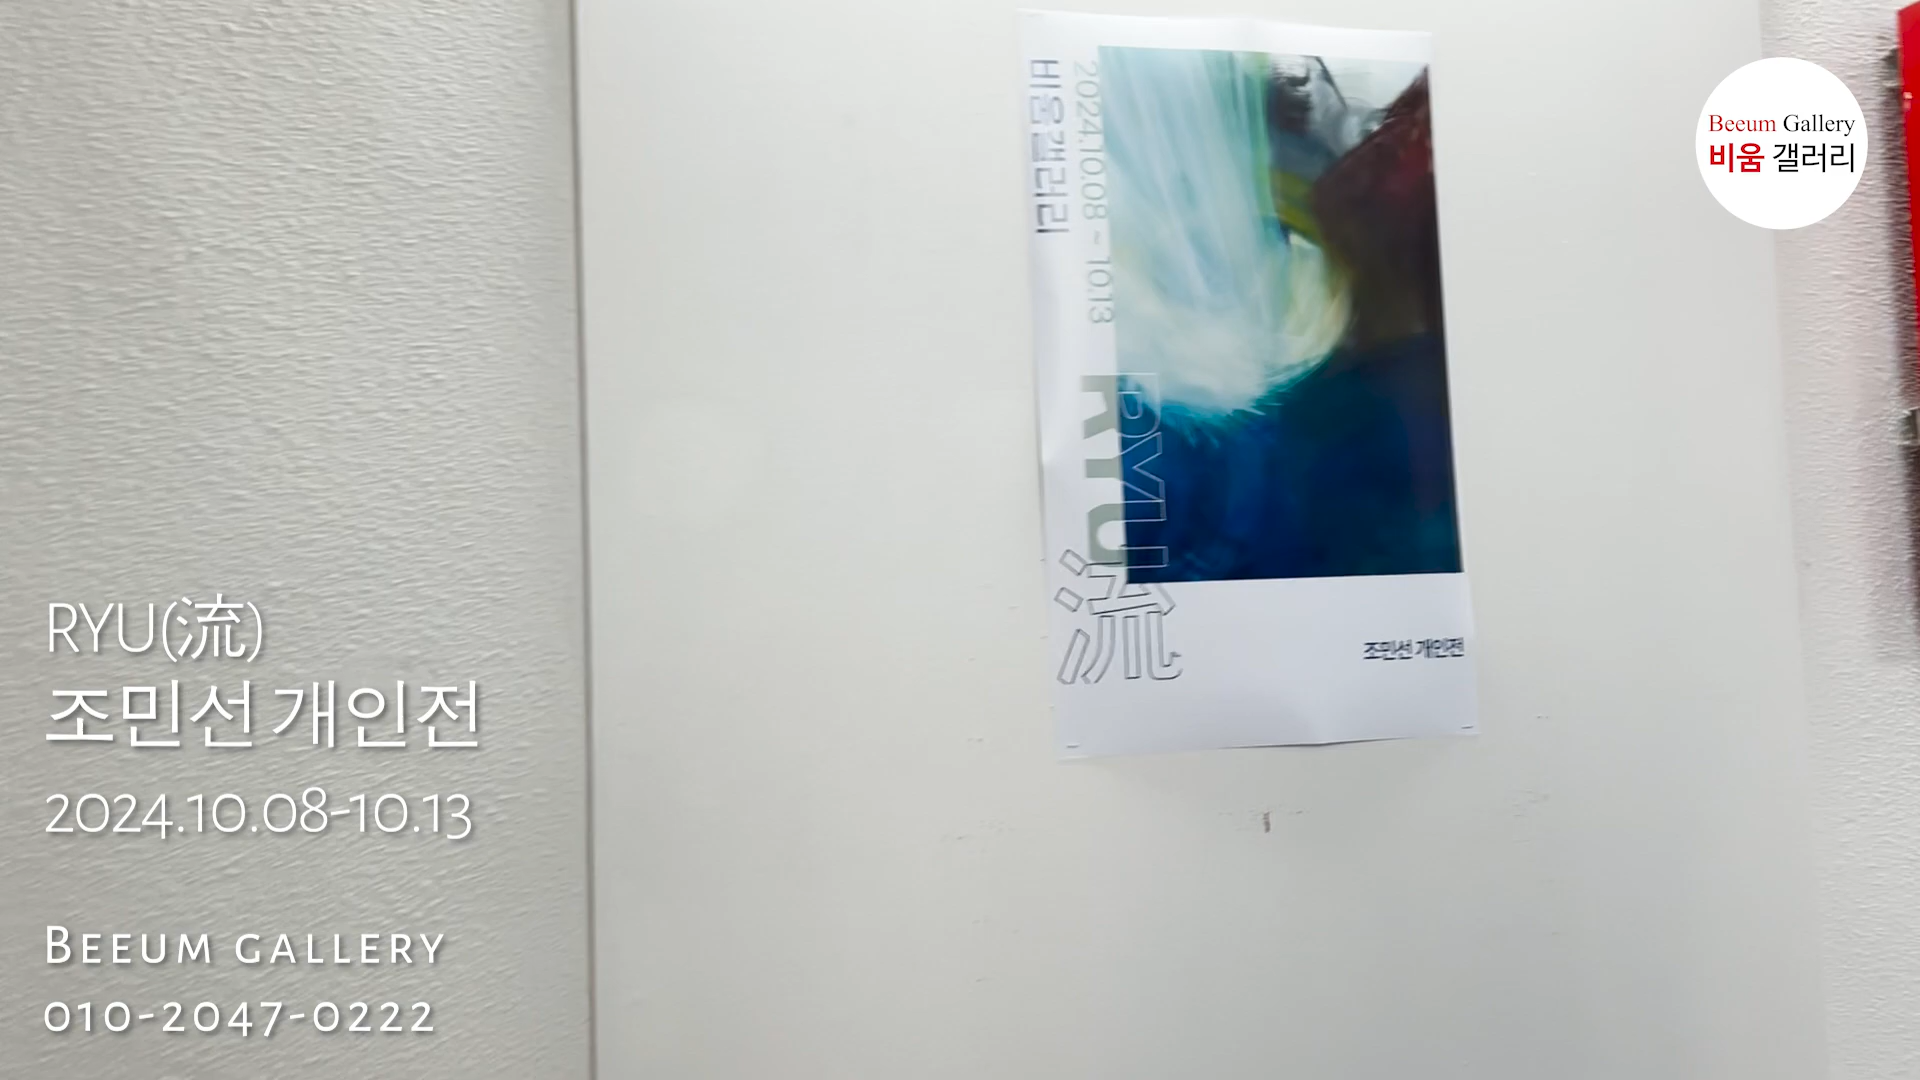 비움갤러리
2024.10.08 ~ 10.13
RYU
RYU
流
조민선 개인전
Beeum Gallery
비움 갤러리
RYU(流)
조민선 개인전
2024.10.08-10.13
BEEUM GALLERY
010-2047-0222